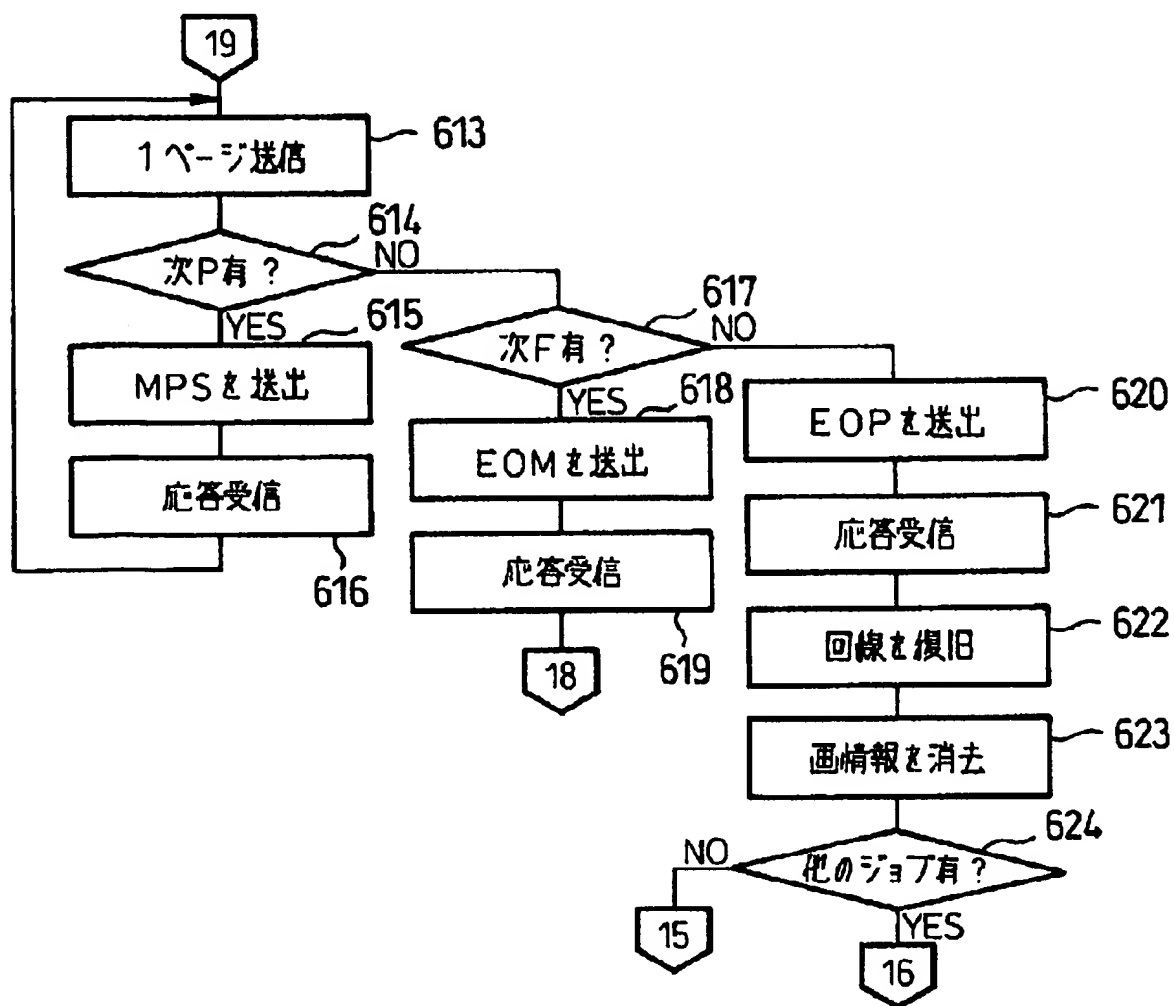 19
1ページ送信
613
次P有?
614
NO
YES
MPSを送出
615
応答受信
616
次F有?
617
NO
YES
EOMを送出
618
応答受信
619
18
EOPを送出
620
応答受信
621
回線を復旧
622
画情報を消去
623
他のジョブ有?
624
NO
YES
15
16